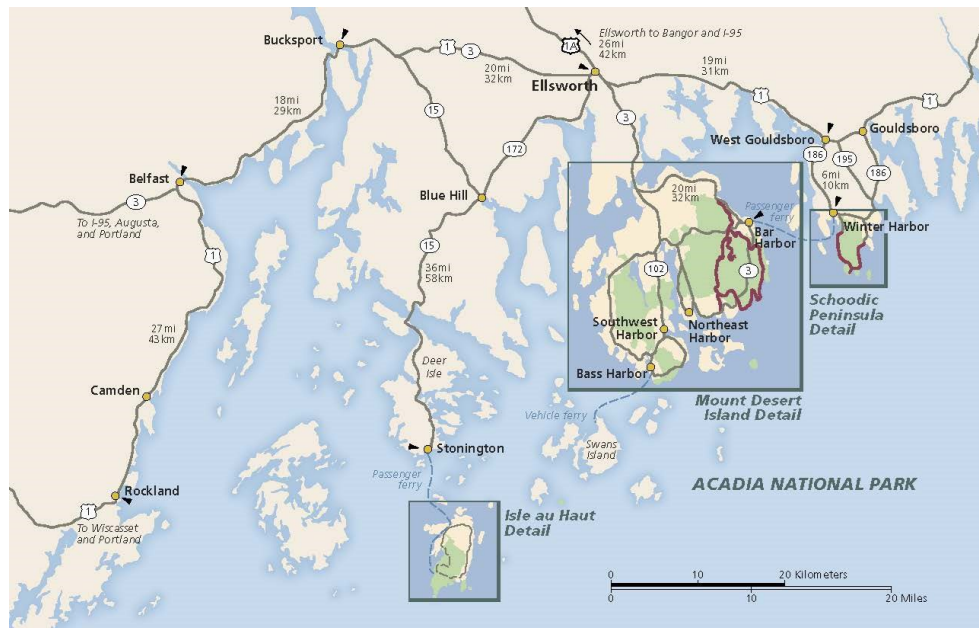 Bucksport
1
3
1A
Ellsworth to Bangor and I-95
26mi
42km
20mi
32km
Ellsworth
19mi
31km
1
1
18mi
29km
15
3
172
West Gouldsboro
Gouldsboro
186
195
186
6mi
10km
Belfast
3
To I-95, Augusta,
and Portland
Blue Hill
20mi
32km
Passenger
ferry
Bar
Harbor
Winter Harbor
1
15
36mi
58km
102
3
Schoodic
Peninsula
Detail
27mi
43km
Southwest
Harbor
Northeast
Harbor
Bass Harbor
Deer
Isle
Camden
Mount Desert
Island Detail
Vehicle ferry
Swans
Island
Stonington
Passenger
ferry
ACADIA NATIONAL PARK
Rockland
1
To Wiscasset
and Portland
Isle au Haut
Detail
0
10
20 Kilometers
0
10
20 Miles